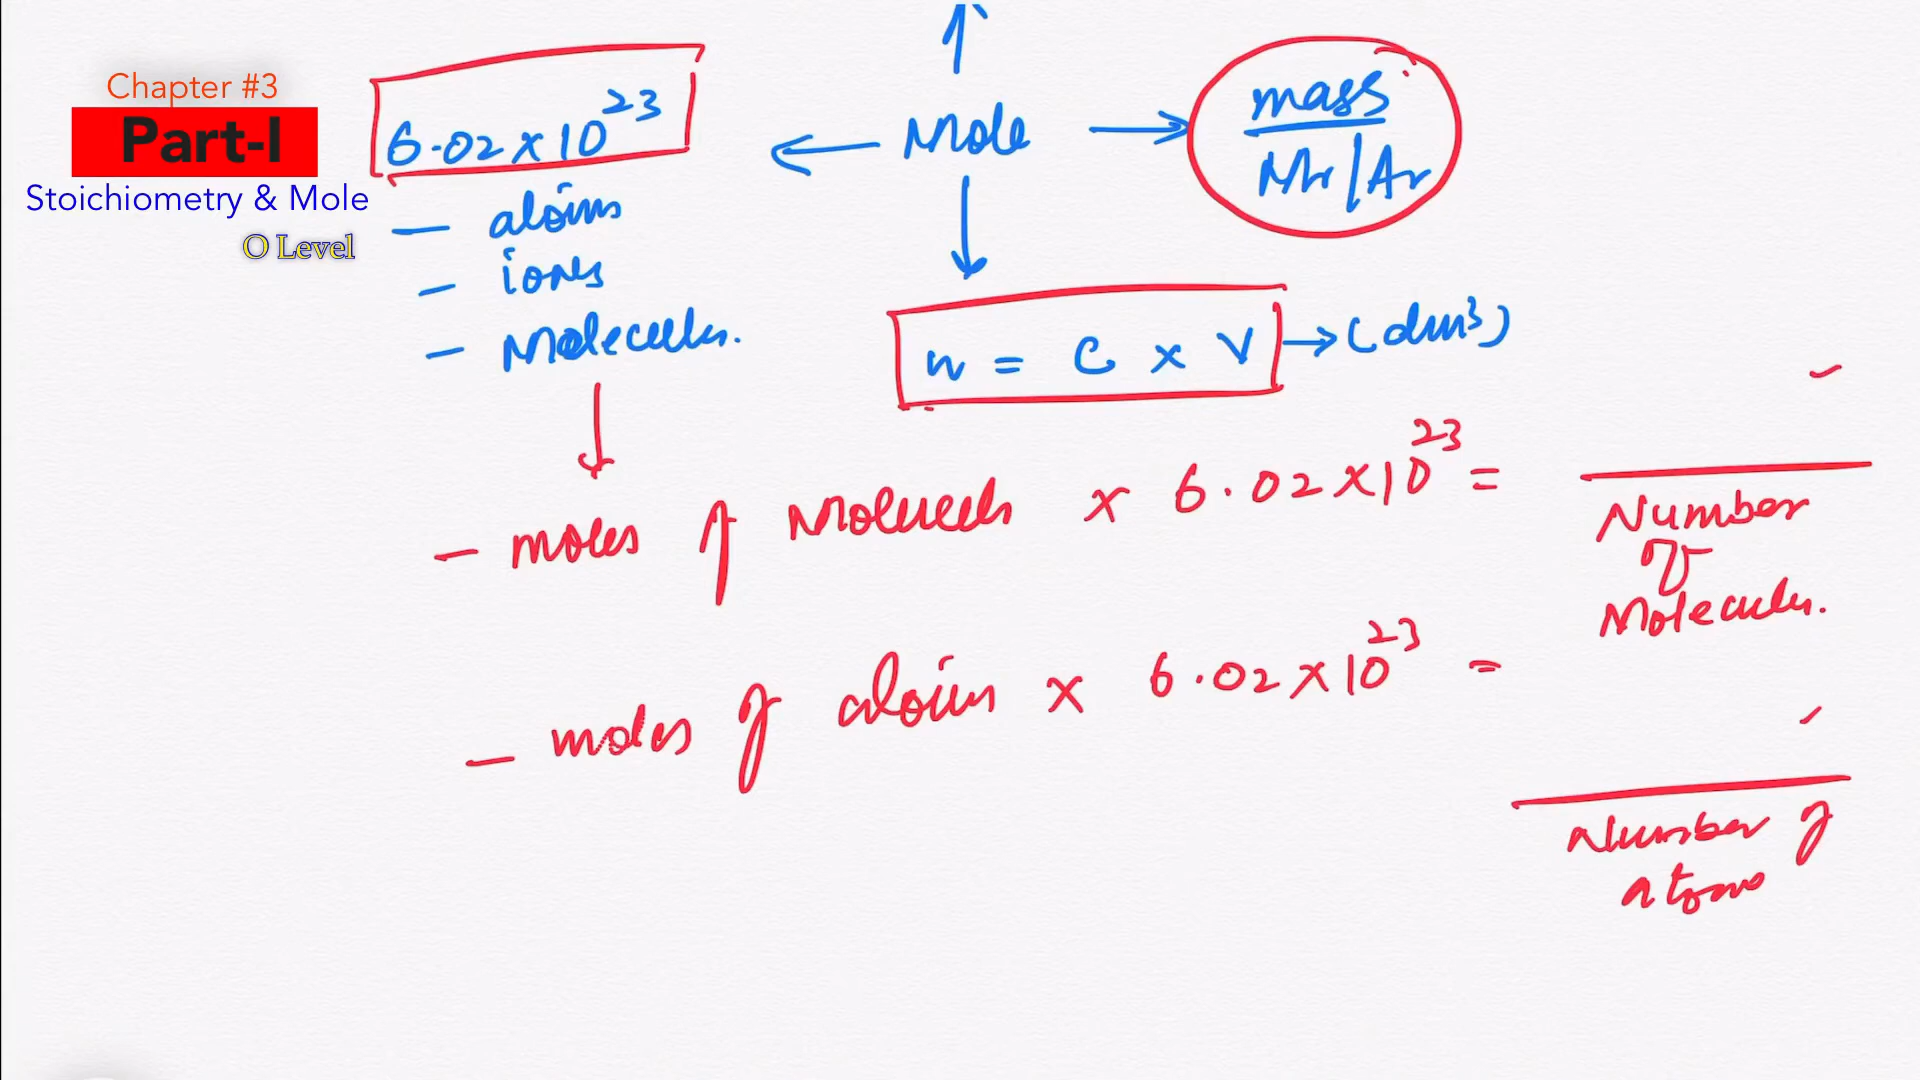 Chapter #3
Part-I
Stoichiometry & Mole
O Level
6.02 x 10^23
← Mole →
mass
Mr/Ar
– atoms
– ions
– Molecules.
n = C x V → (dm³)
– moles of Molecules x 6.02 x 10^23 =
Number
of
Molecules.
– moles of atoms x 6.02 x 10^23 =
Number of
atoms